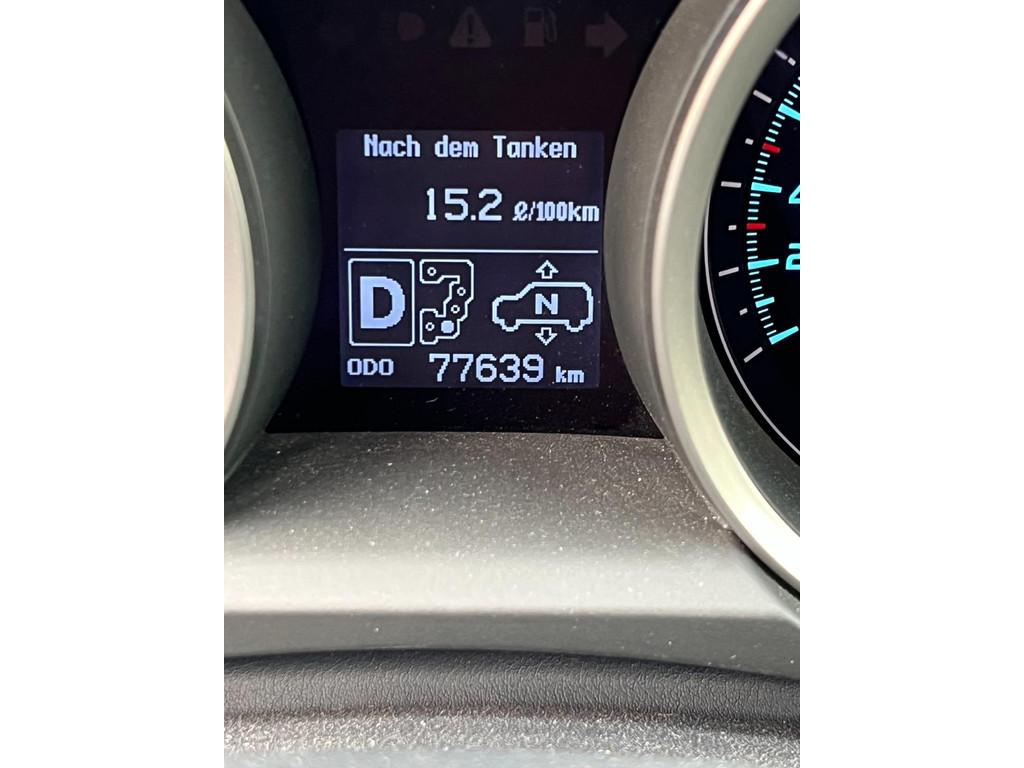 Nach dem Tanken
15.2 ℓ/100km
D
N
ODO 77639 km